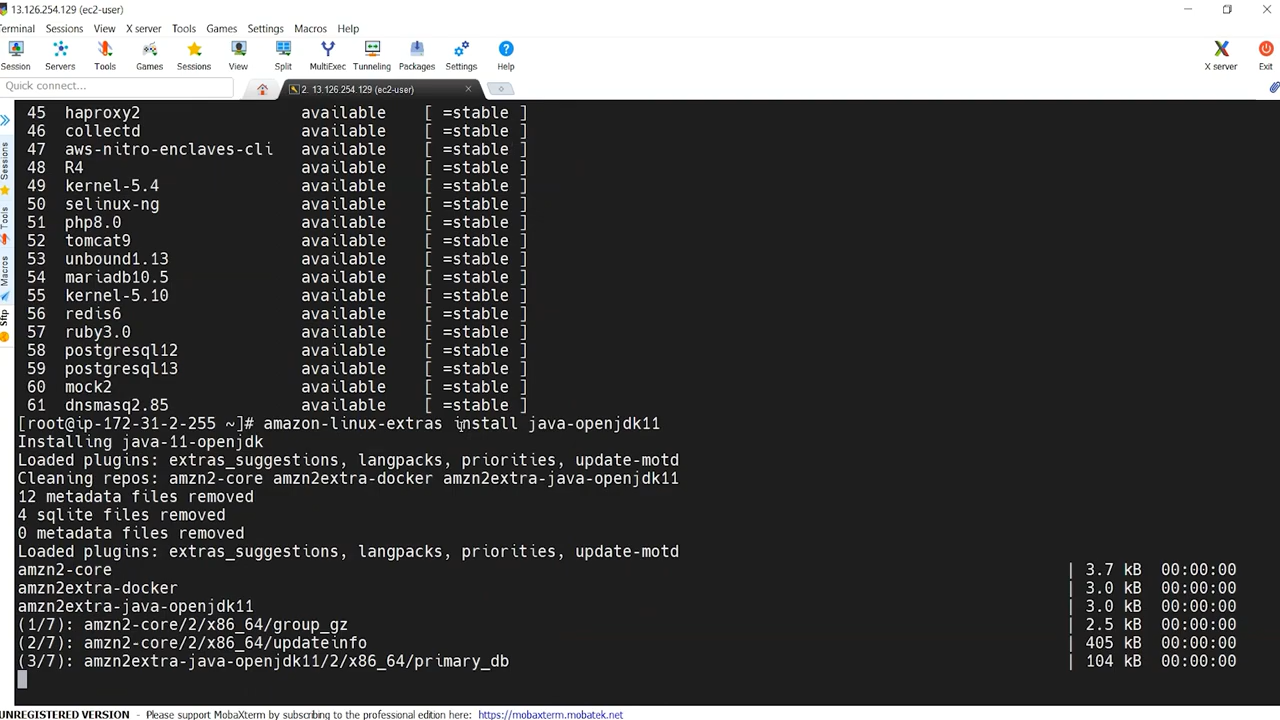 13.126.254.129 (ec2-user)
Terminal Sessions View X server Tools Games Settings Macros Help
Session Servers Tools Games Sessions View Split MultiExec Tunneling Packages Settings Help X server Exit
Quick connect...
2. 13.126.254.129 (ec2-user)
Sessions
Tools
Macros
Sftp
45 haproxy2 available [ =stable ]
46 collectd available [ =stable ]
47 aws-nitro-enclaves-cli available [ =stable ]
48 R4 available [ =stable ]
49 kernel-5.4 available [ =stable ]
50 selinux-ng available [ =stable ]
51 php8.0 available [ =stable ]
52 tomcat9 available [ =stable ]
53 unbound1.13 available [ =stable ]
54 mariadb10.5 available [ =stable ]
55 kernel-5.10 available [ =stable ]
56 redis6 available [ =stable ]
57 ruby3.0 available [ =stable ]
58 postgresql12 available [ =stable ]
59 postgresql13 available [ =stable ]
60 mock2 available [ =stable ]
61 dnsmasq2.85 available [ =stable ]
[root@ip-172-31-2-255 ~]# amazon-linux-extras install java-openjdk11
Installing java-11-openjdk
Loaded plugins: extras_suggestions, langpacks, priorities, update-motd
Cleaning repos: amzn2-core amzn2extra-docker amzn2extra-java-openjdk11
12 metadata files removed
4 sqlite files removed
0 metadata files removed
Loaded plugins: extras_suggestions, langpacks, priorities, update-motd
amzn2-core | 3.7 kB 00:00:00
amzn2extra-docker | 3.0 kB 00:00:00
amzn2extra-java-openjdk11 | 3.0 kB 00:00:00
(1/7): amzn2-core/2/x86_64/group_gz | 2.5 kB 00:00:00
(2/7): amzn2-core/2/x86_64/updateinfo | 405 kB 00:00:00
(3/7): amzn2extra-java-openjdk11/2/x86_64/primary_db | 104 kB 00:00:00
UNREGISTERED VERSION - Please support MobaXterm by subscribing to the professional edition here: https://mobaxterm.mobatek.net